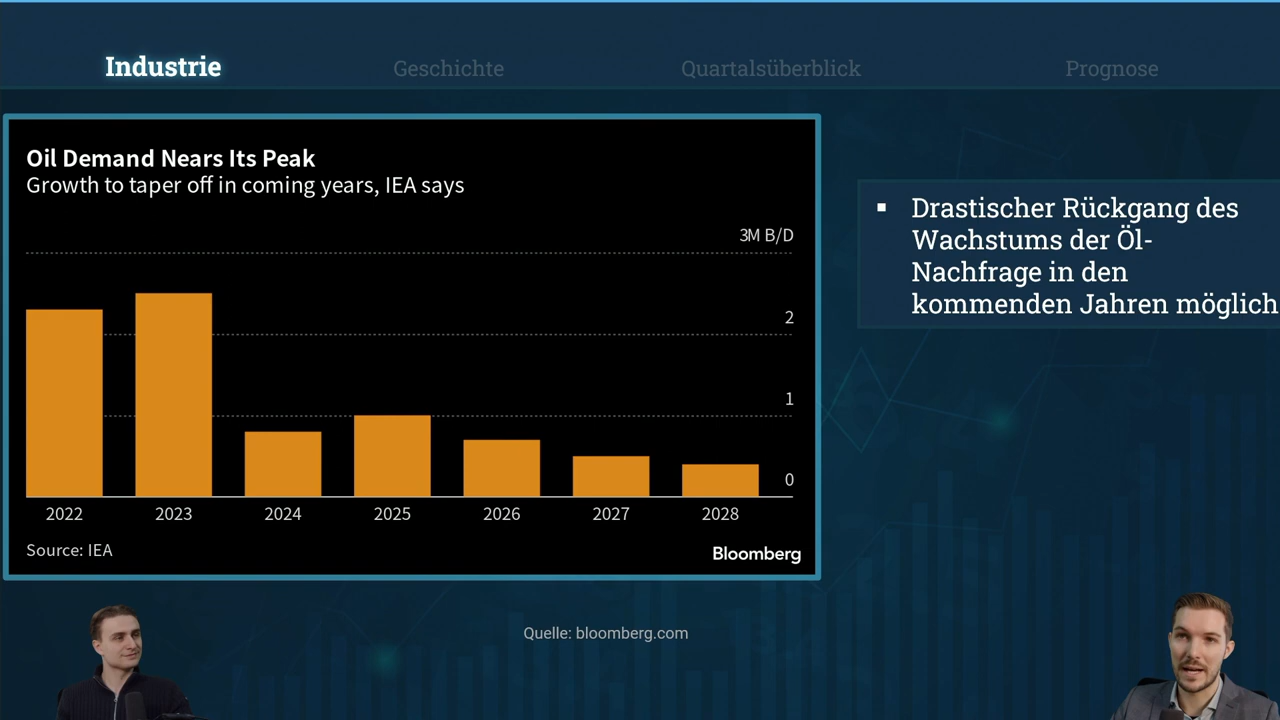 Industrie
Geschichte
Quartalsüberblick
Prognose
Oil Demand Nears Its Peak
Growth to taper off in coming years, IEA says
3M B/D
2
1
0
2022
2023
2024
2025
2026
2027
2028
Source: IEA
Bloomberg
▪ Drastischer Rückgang des
Wachstums der Öl-
Nachfrage in den
kommenden Jahren möglich
Quelle: bloomberg.com